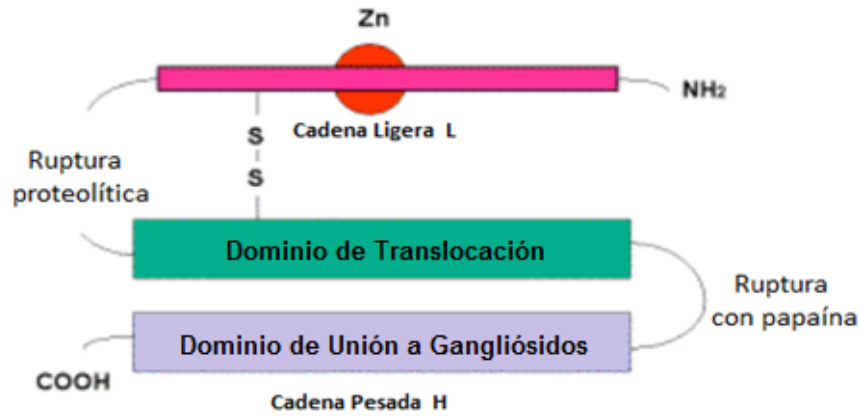 Zn
NH₂
Cadena Ligera L
S
S
Ruptura
proteolítica
Dominio de Translocación
Ruptura
con papaína
Dominio de Unión a Gangliósidos
COOH
Cadena Pesada H